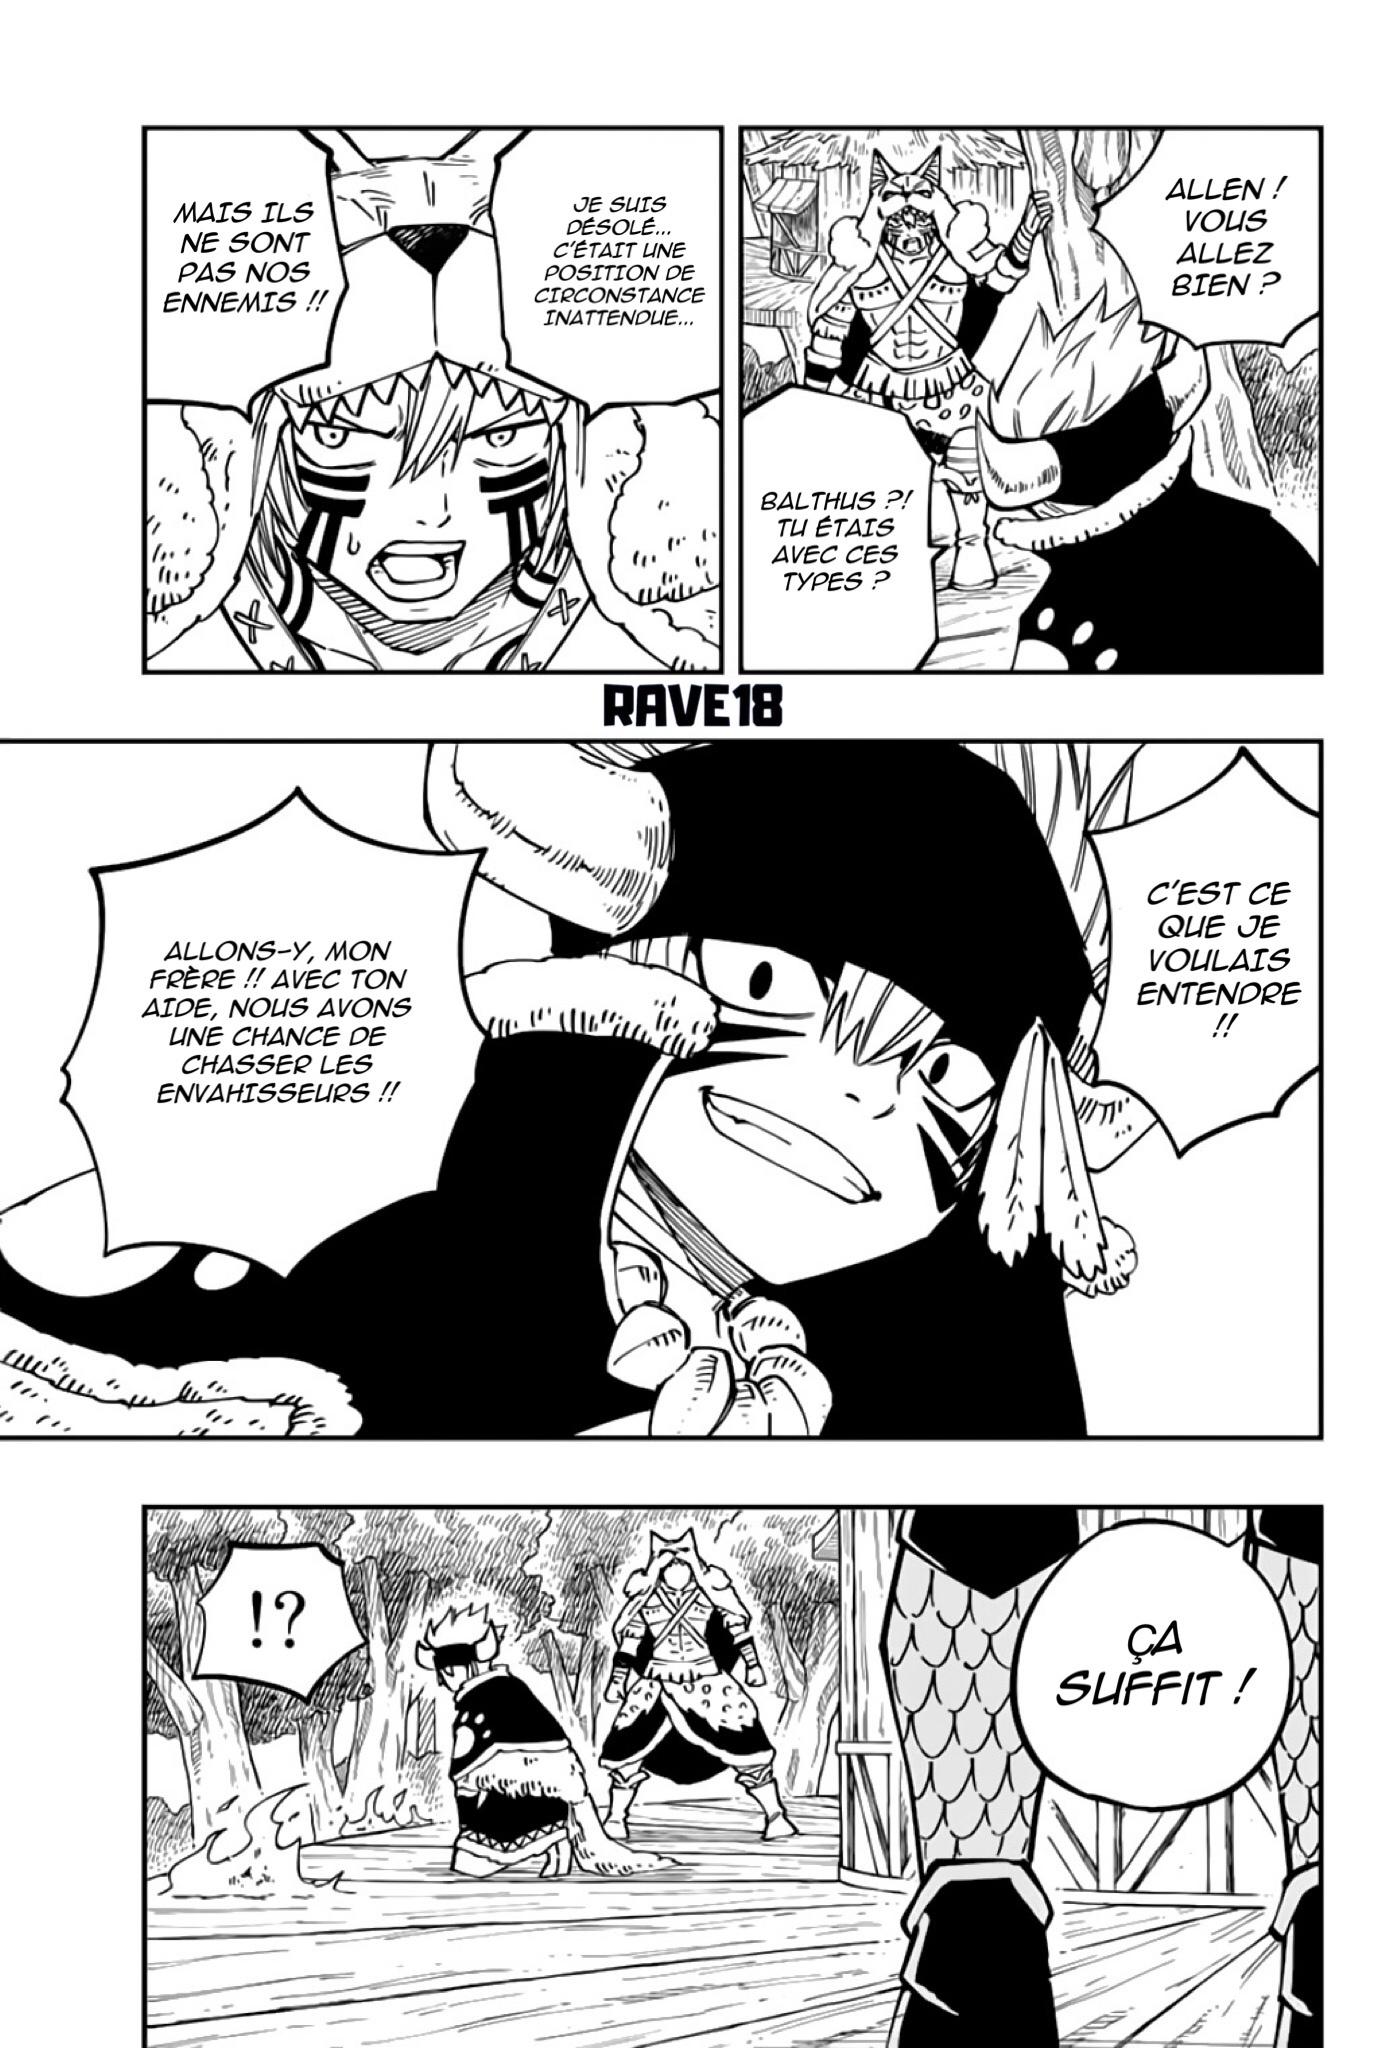 ALLEN !
VOUS
ALLEZ
BIEN ?
BALTHUS ?!
TU ÉTAIS
AVEC CES
TYPES ?
JE SUIS
DÉSOLÉ...
C'ÉTAIT UNE
POSITION DE
CIRCONSTANCE
INATTENDUE...
MAIS ILS
NE SONT
PAS NOS
ENNEMIS !!
RAVE18
C'EST CE
QUE JE
VOULAIS
ENTENDRE
!!
ALLONS-Y, MON
FRÈRE !! AVEC TON
AIDE, NOUS AVONS
UNE CHANCE DE
CHASSER LES
ENVAHISSEURS !!
ÇA
SUFFIT !
!?